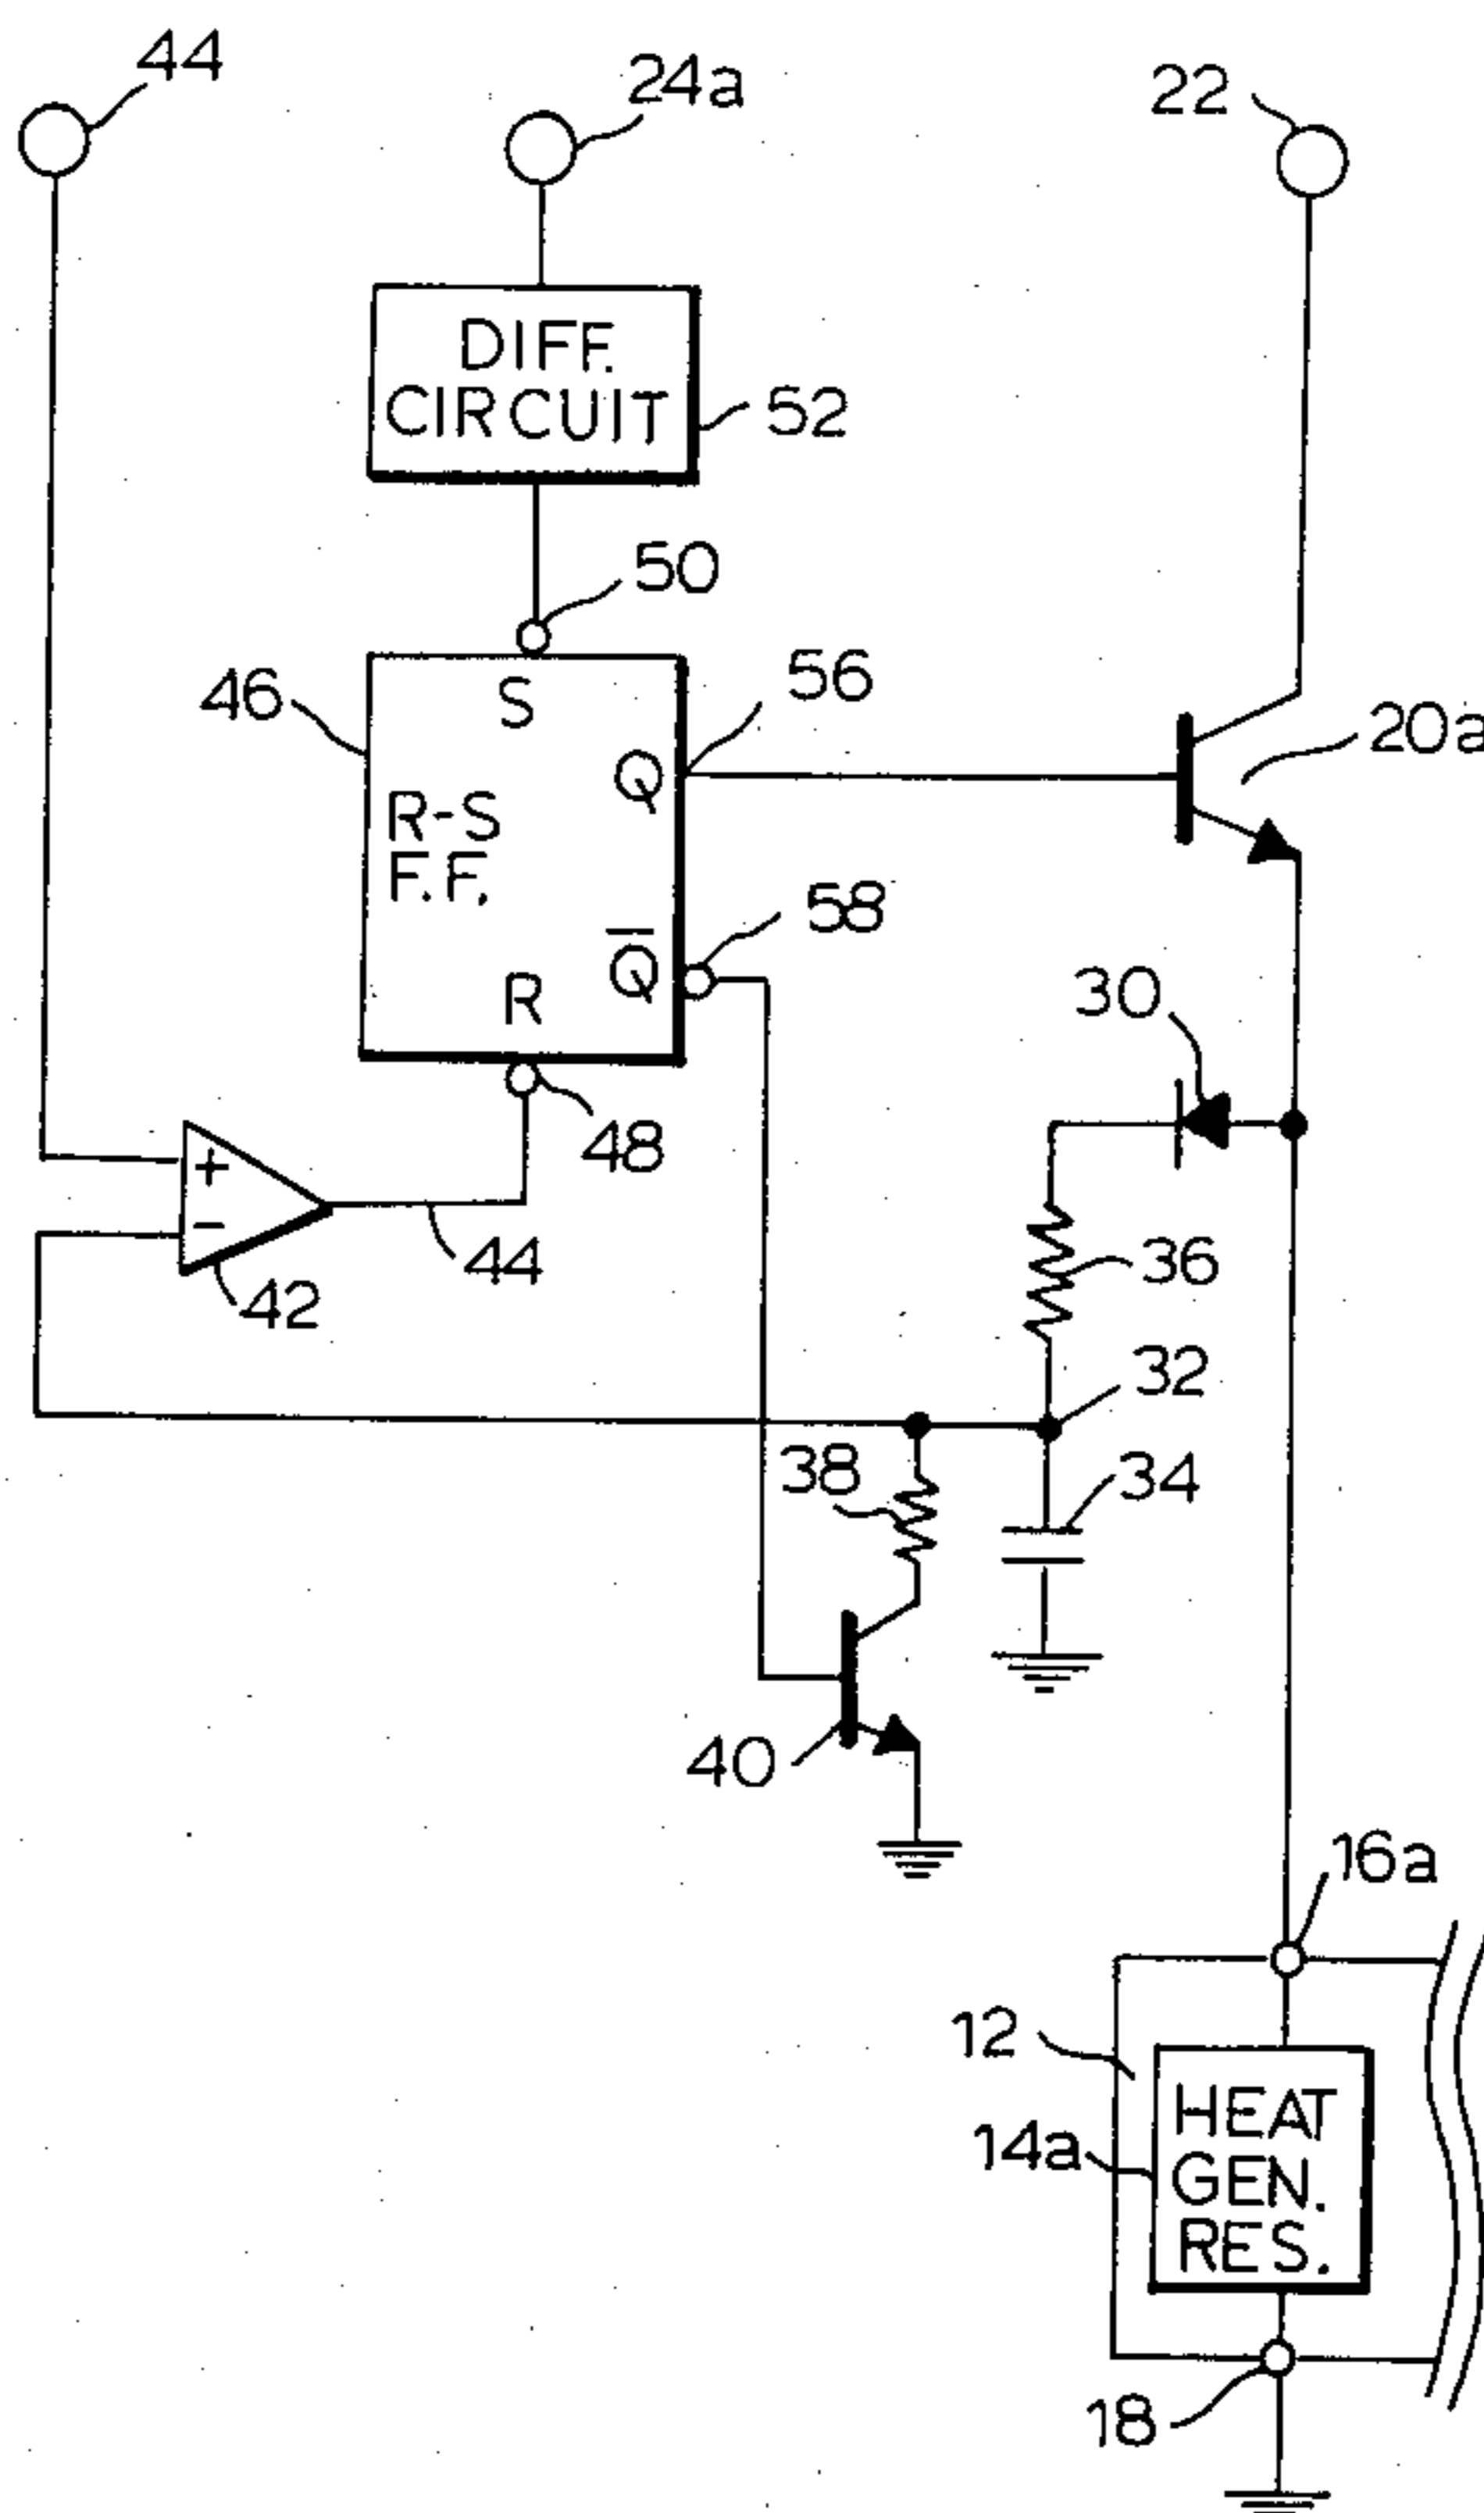 44
24a
22
DIFF.
CIRCUIT
52
50
46
S
56
Q
20a
R-S
F.F.
58
Q̅
R
30
48
+
-
44
42
36
32
38
34
40
16a
12
14a
HEAT
GEN.
RES.
18